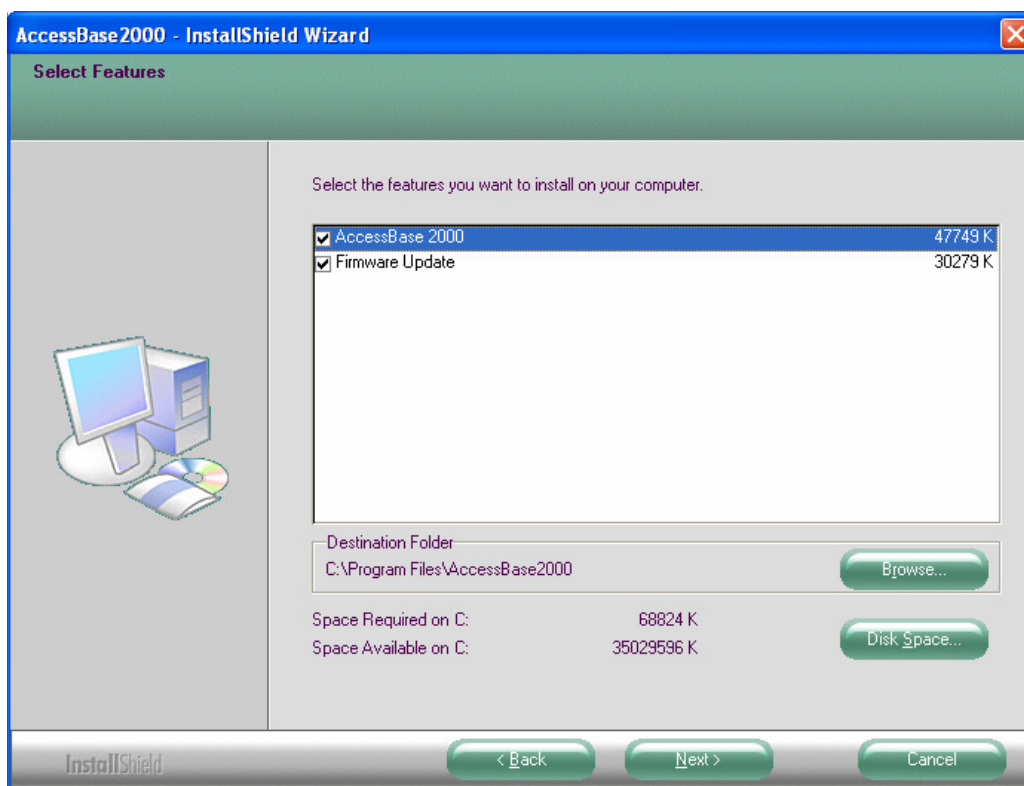 AccessBase2000 - InstallShield Wizard
Select Features
Select the features you want to install on your computer.
AccessBase 2000 47749 K
Firmware Update 30279 K
Destination Folder
C:\Program Files\AccessBase2000
Browse...
Space Required on C: 68824 K
Space Available on C: 35029596 K
Disk Space...
InstallShield
< Back
Next >
Cancel